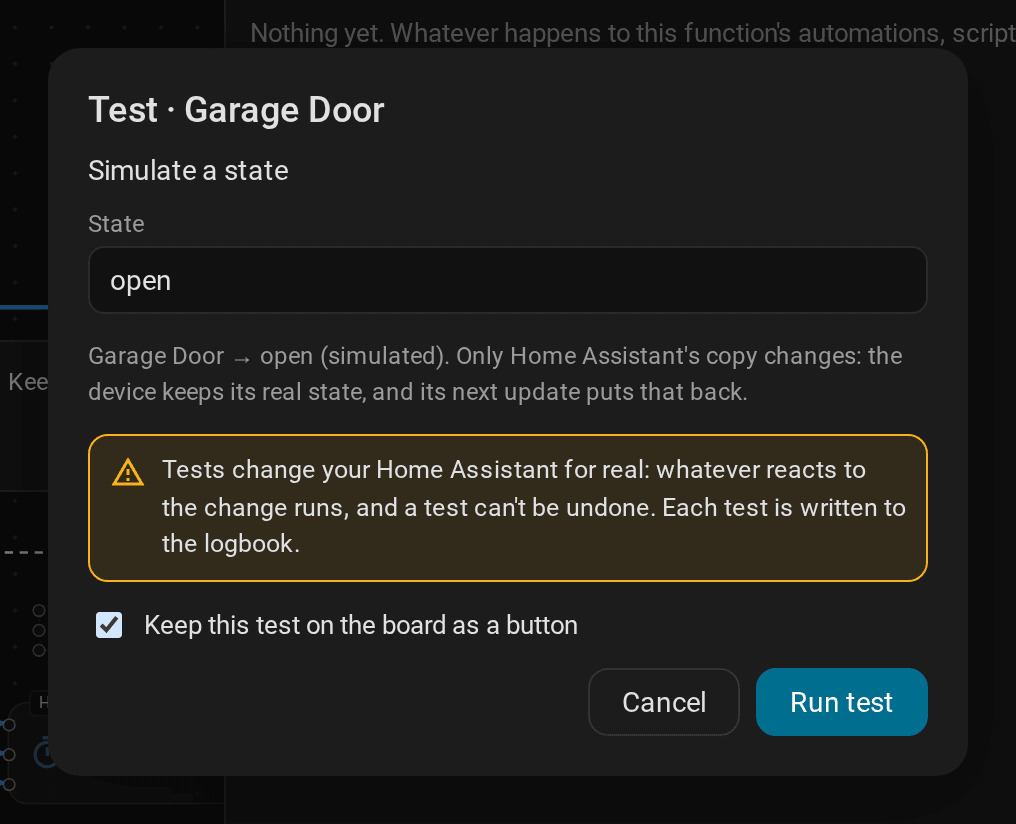 Nothing yet. Whatever happens to this function's automations, script
Test · Garage Door
Simulate a state
State
open
Garage Door → open (simulated). Only Home Assistant's copy changes: the
device keeps its real state, and its next update puts that back.
Kee
Tests change your Home Assistant for real: whatever reacts to
the change runs, and a test can't be undone. Each test is written to
the logbook.
Keep this test on the board as a button
H
Cancel
Run test